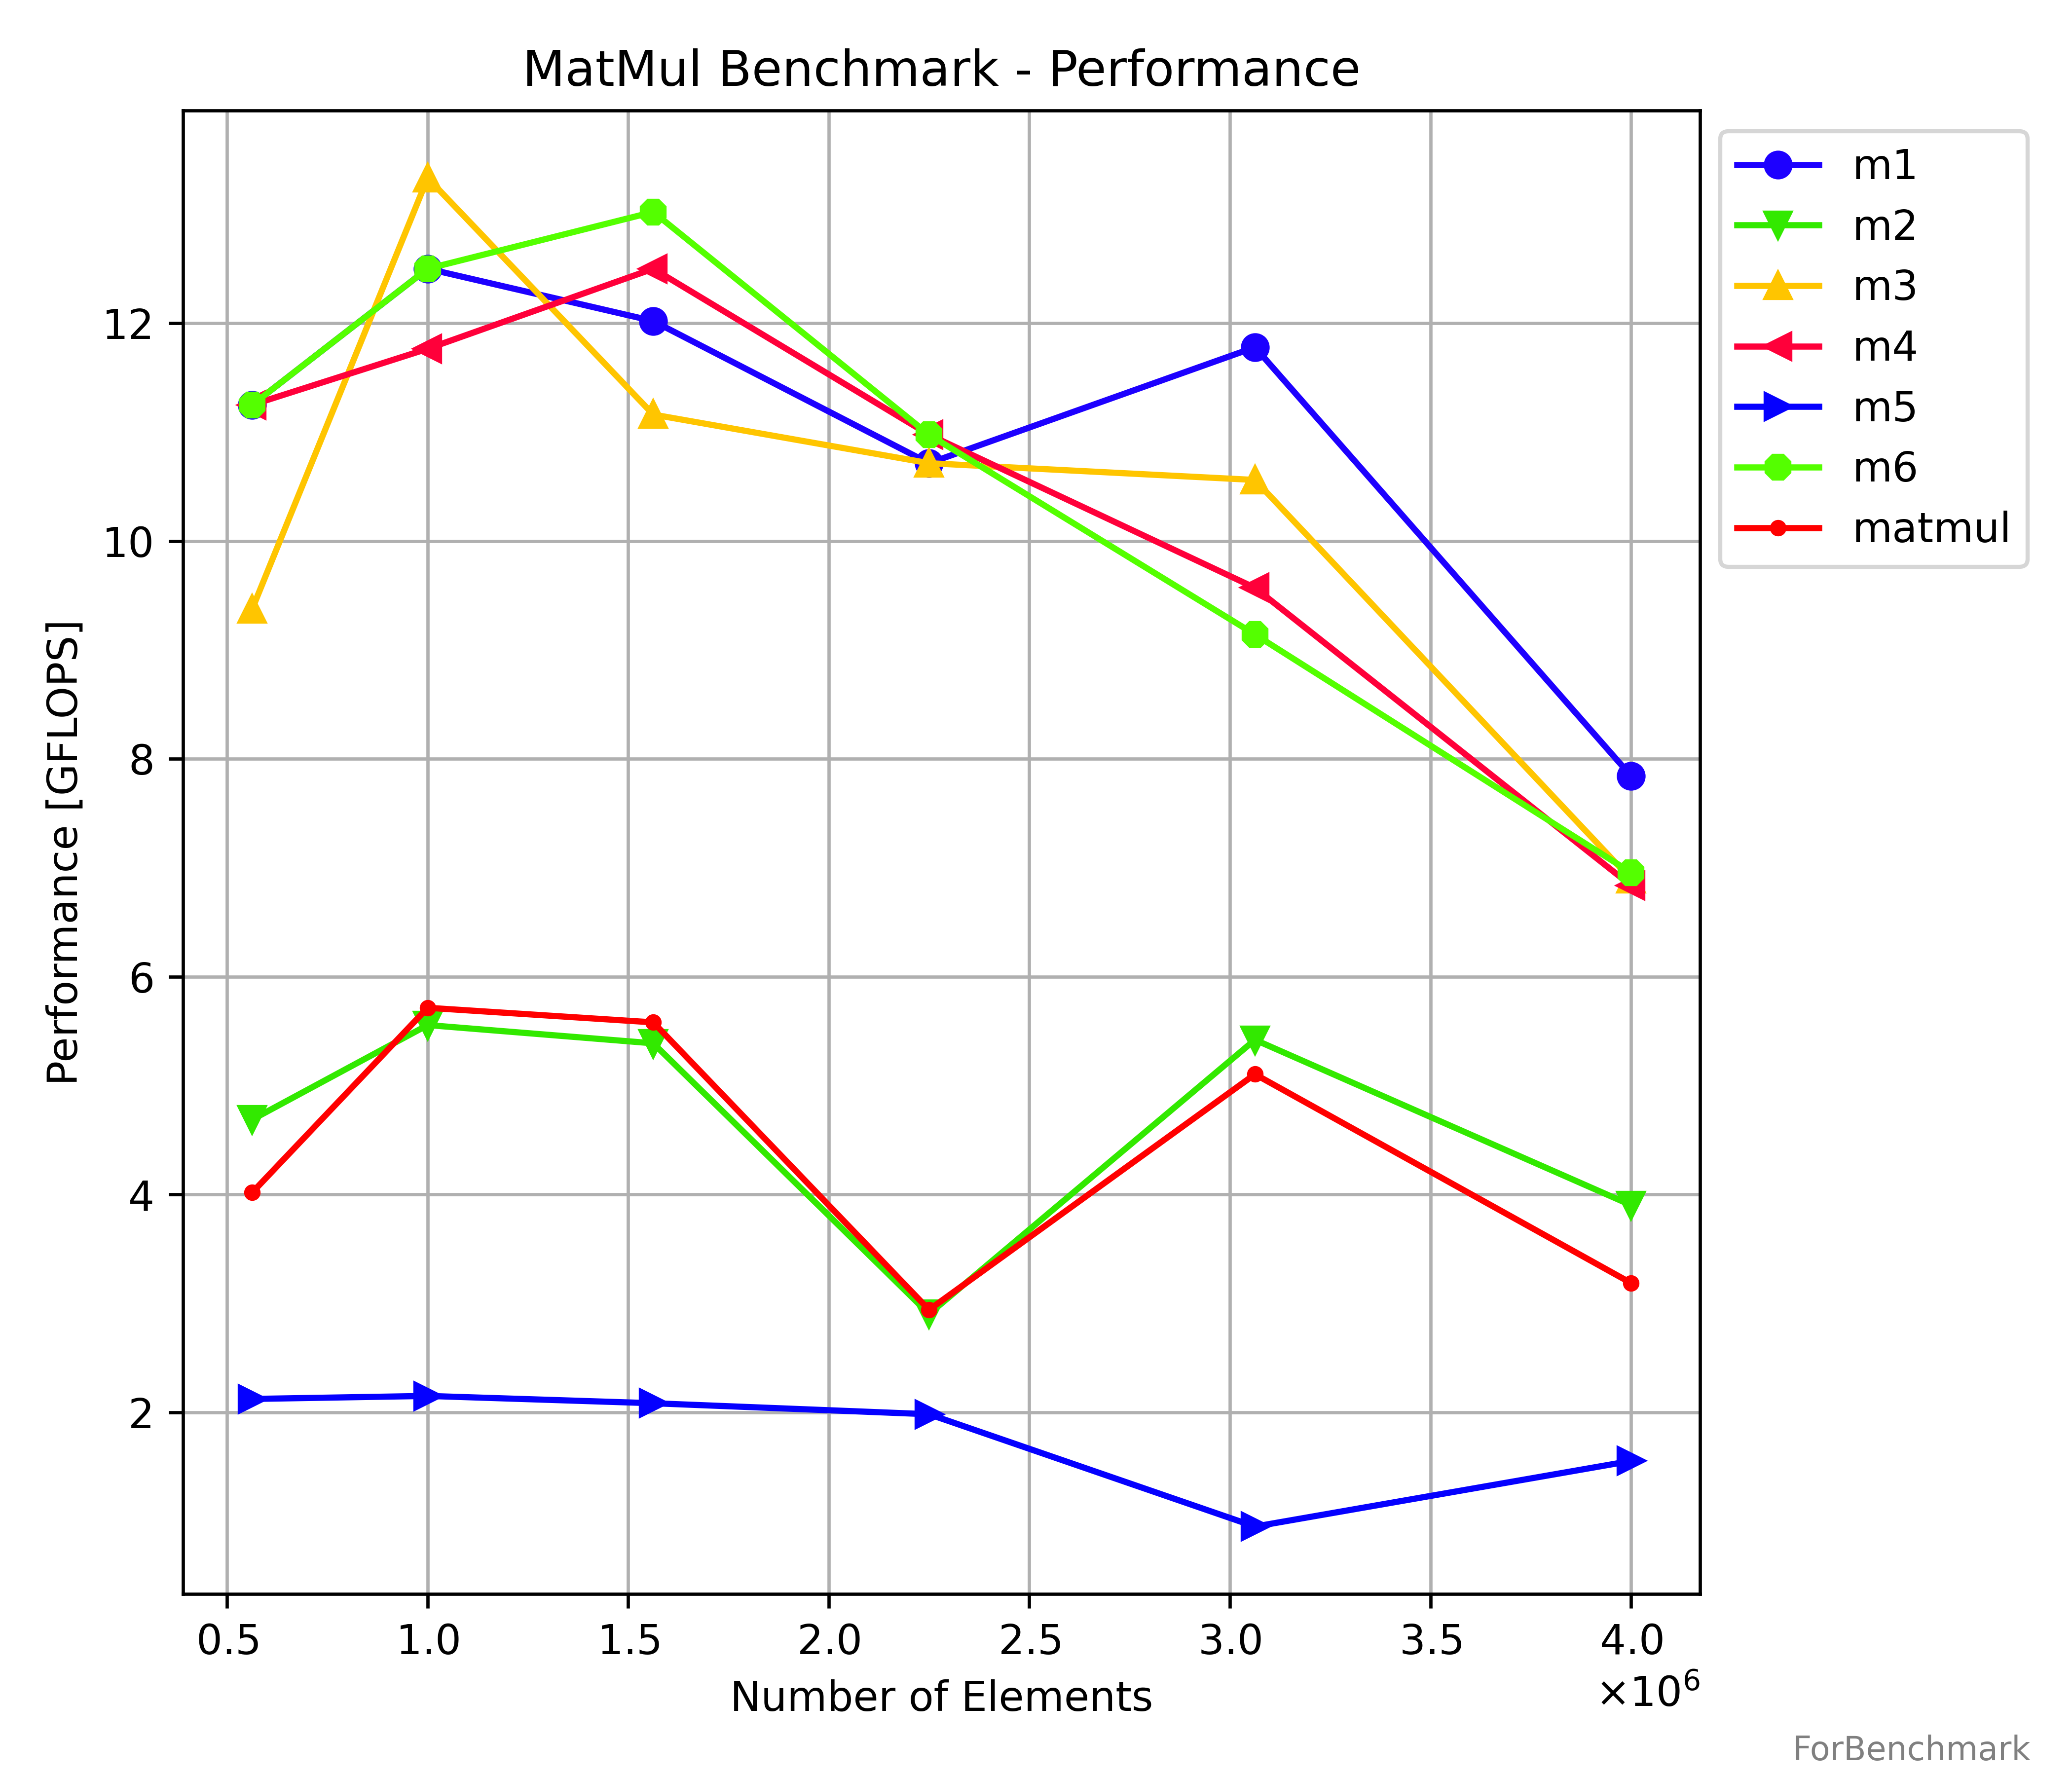 MatMul Benchmark - Performance
m1
m2
m3
m4
m5
m6
matmul
Performance [GFLOPS]
12
10
8
6
4
2
0.5 1.0 1.5 2.0 2.5 3.0 3.5 4.0
×10⁶
Number of Elements
ForBenchmark